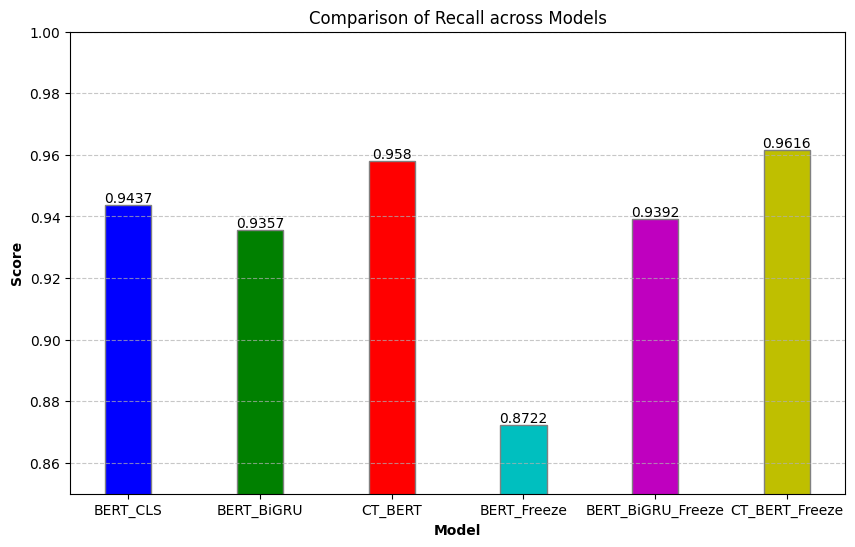 Comparison of Recall across Models
1.00
0.98
0.96
0.94
0.92
0.90
0.88
0.86
Score
0.9437
0.9357
0.958
0.8722
0.9392
0.9616
BERT_CLS
BERT_BiGRU
CT_BERT
BERT_Freeze
BERT_BiGRU_Freeze
CT_BERT_Freeze
Model